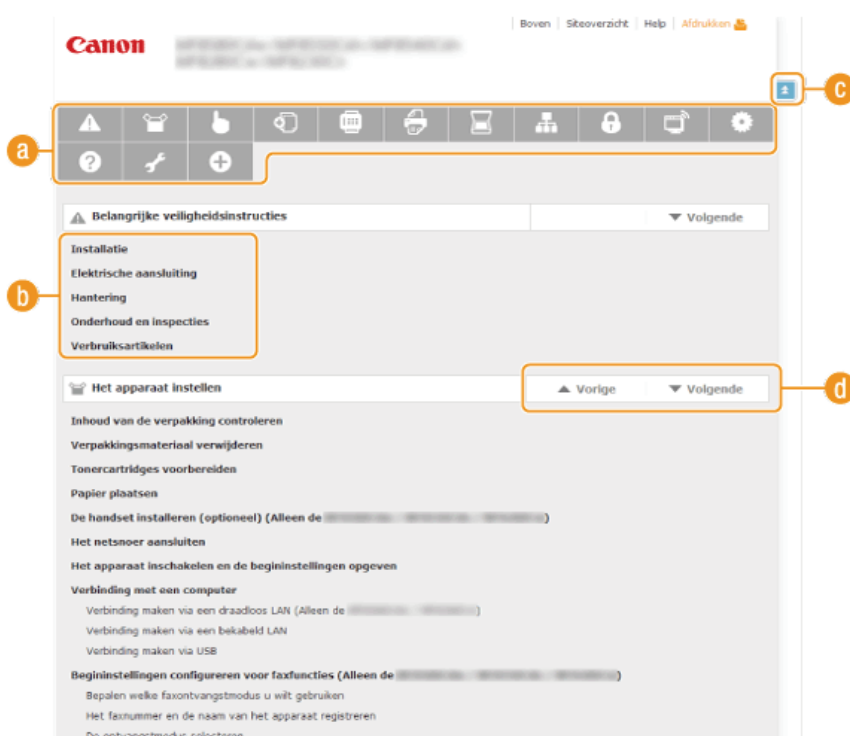 Boven Siteoverzicht Help Afdrukken
Canon
c
a
Belangrijke veiligheidsinstructies Volgende
b
Installatie
Elektrische aansluiting
Hantering
Onderhoud en inspecties
Verbruiksartikelen
Het apparaat instellen Vorige Volgende
d
Inhoud van de verpakking controleren
Verpakkingsmateriaal verwijderen
Tonercartridges voorbereiden
Papier plaatsen
De handset installeren (optioneel) (Alleen de )
Het netsnoer aansluiten
Het apparaat inschakelen en de begininstellingen opgeven
Verbinding met een computer
Verbinding maken via een draadloos LAN (Alleen de )
Verbinding maken via een bekabeld LAN
Verbinding maken via USB
Begininstellingen configureren voor faxfuncties (Alleen de )
Bepalen welke faxontvangstmodus u wilt gebruiken
Het faxnummer en de naam van het apparaat registreren
De ontvangstmodus selecteren